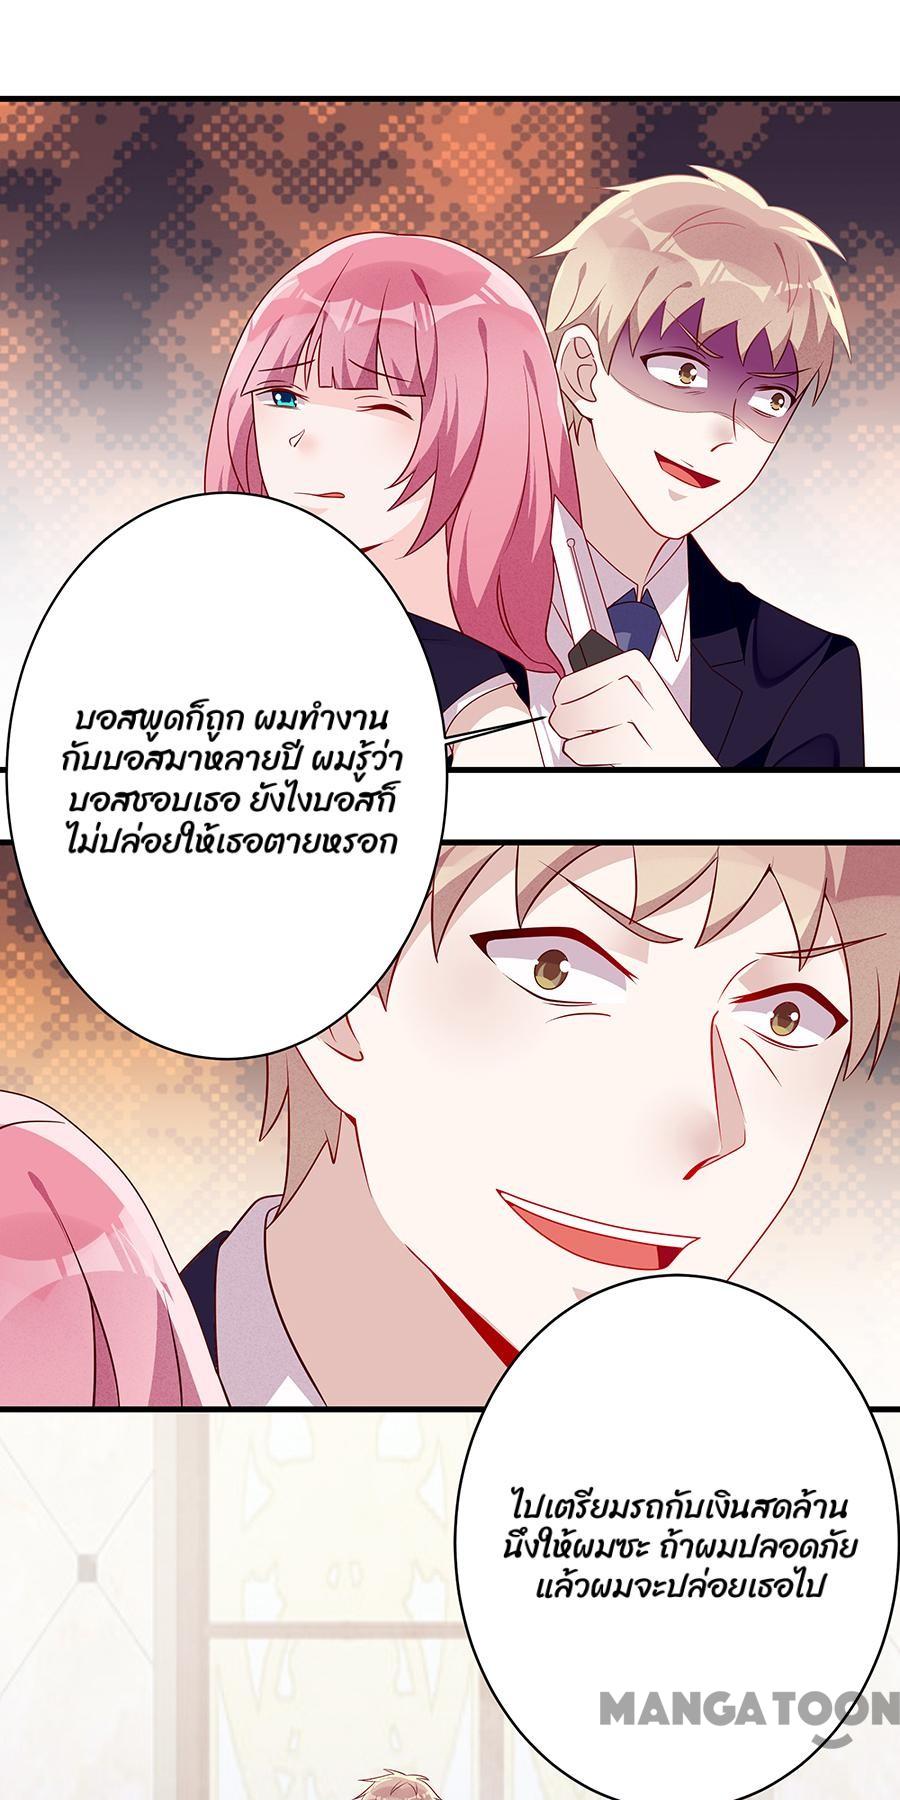 บอสพูดก็ถูก ผมทำงาน
กับบอสมาหลายปี ผมรู้ว่า
บอสชอบเธอ ยังไงบอสก็
ไม่ปล่อยให้เธอตายหรอก
ไปเตรียมรถกับเงินสดล้าน
นึงให้ผมซะ ถ้าผมปลอดภัย
แล้วผมจะปล่อยเธอไป
MANGATOON